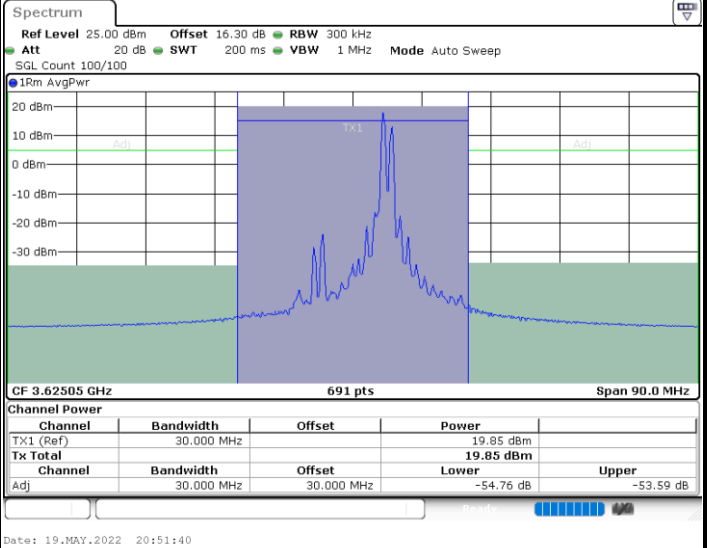 Spectrum
Ref Level 25.00 dBm Offset 16.30 dB RBW 300 kHz
Att 20 dB SWT 200 ms VBW 1 MHz Mode Auto Sweep
SGL Count 100/100
1Rm AvgPwr
20 dBm
TX1
10 dBm
Adj Adj
0 dBm
-10 dBm
-20 dBm
-30 dBm
CF 3.62505 GHz 691 pts Span 90.0 MHz
Channel Power
Channel Bandwidth Offset Power
TX1 (Ref) 30.000 MHz 19.85 dBm
Tx Total 19.85 dBm
Channel Bandwidth Offset Lower Upper
Adj 30.000 MHz 30.000 MHz -54.76 dB -53.59 dB
Ready
Date: 19.MAY.2022 20:51:40